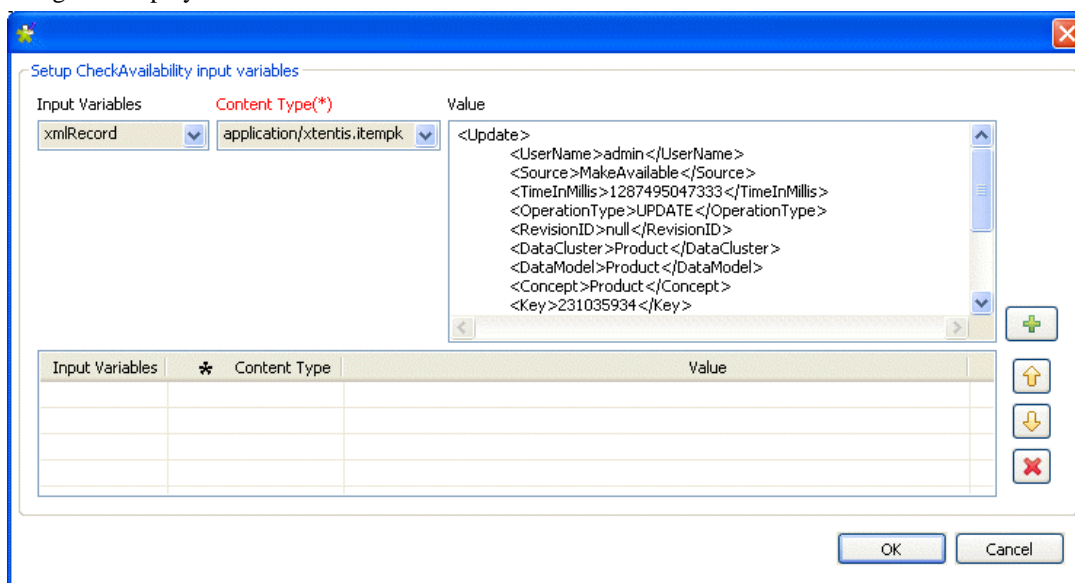 Setup CheckAvailability input variables
Input Variables Content Type(*) Value
xmlRecord application/xtentis.itempk
<Update>
<UserName>admin</UserName>
<Source>MakeAvailable</Source>
<TimeInMillis>1287495047333</TimeInMillis>
<OperationType>UPDATE</OperationType>
<RevisionID>null</RevisionID>
<DataCluster>Product</DataCluster>
<DataModel>Product</DataModel>
<Concept>Product</Concept>
<Key>231035934</Key>
Input Variables * Content Type Value
OK Cancel